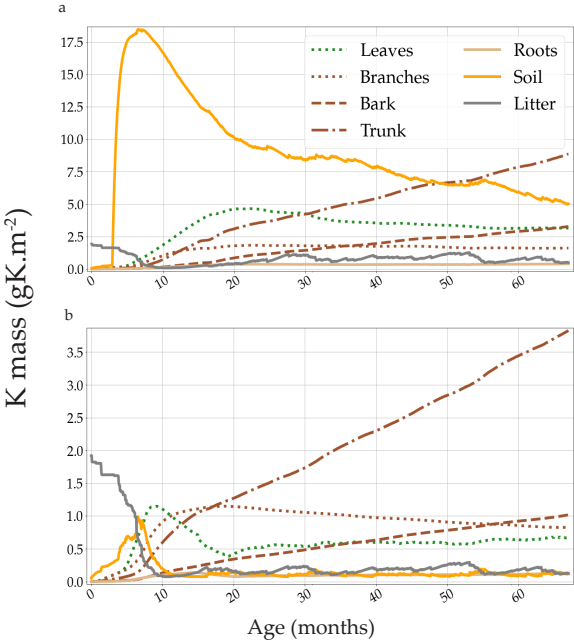 a
17.5
15.0
12.5
10.0
7.5
5.0
2.5
0.0
Leaves
Branches
Bark
Trunk
Roots
Soil
Litter
0
10
20
30
40
50
60
K mass (gK.m⁻²)
b
3.5
3.0
2.5
2.0
1.5
1.0
0.5
0.0
0
10
20
30
40
50
60
Age (months)